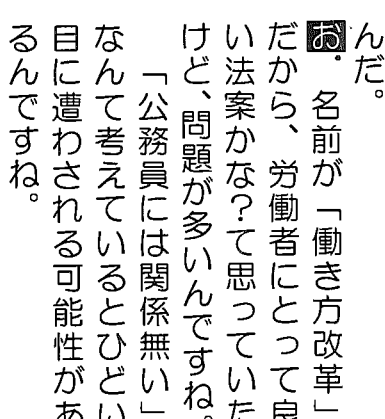 んだ。
お．名前が「働き方改革」
だから、労働者にとって良
い法案かな？て思っていた
けど、問題が多いんですね。
「公務員には関係無い」
なんて考えているとひどい
目に遭わされる可能性があ
るんですね。